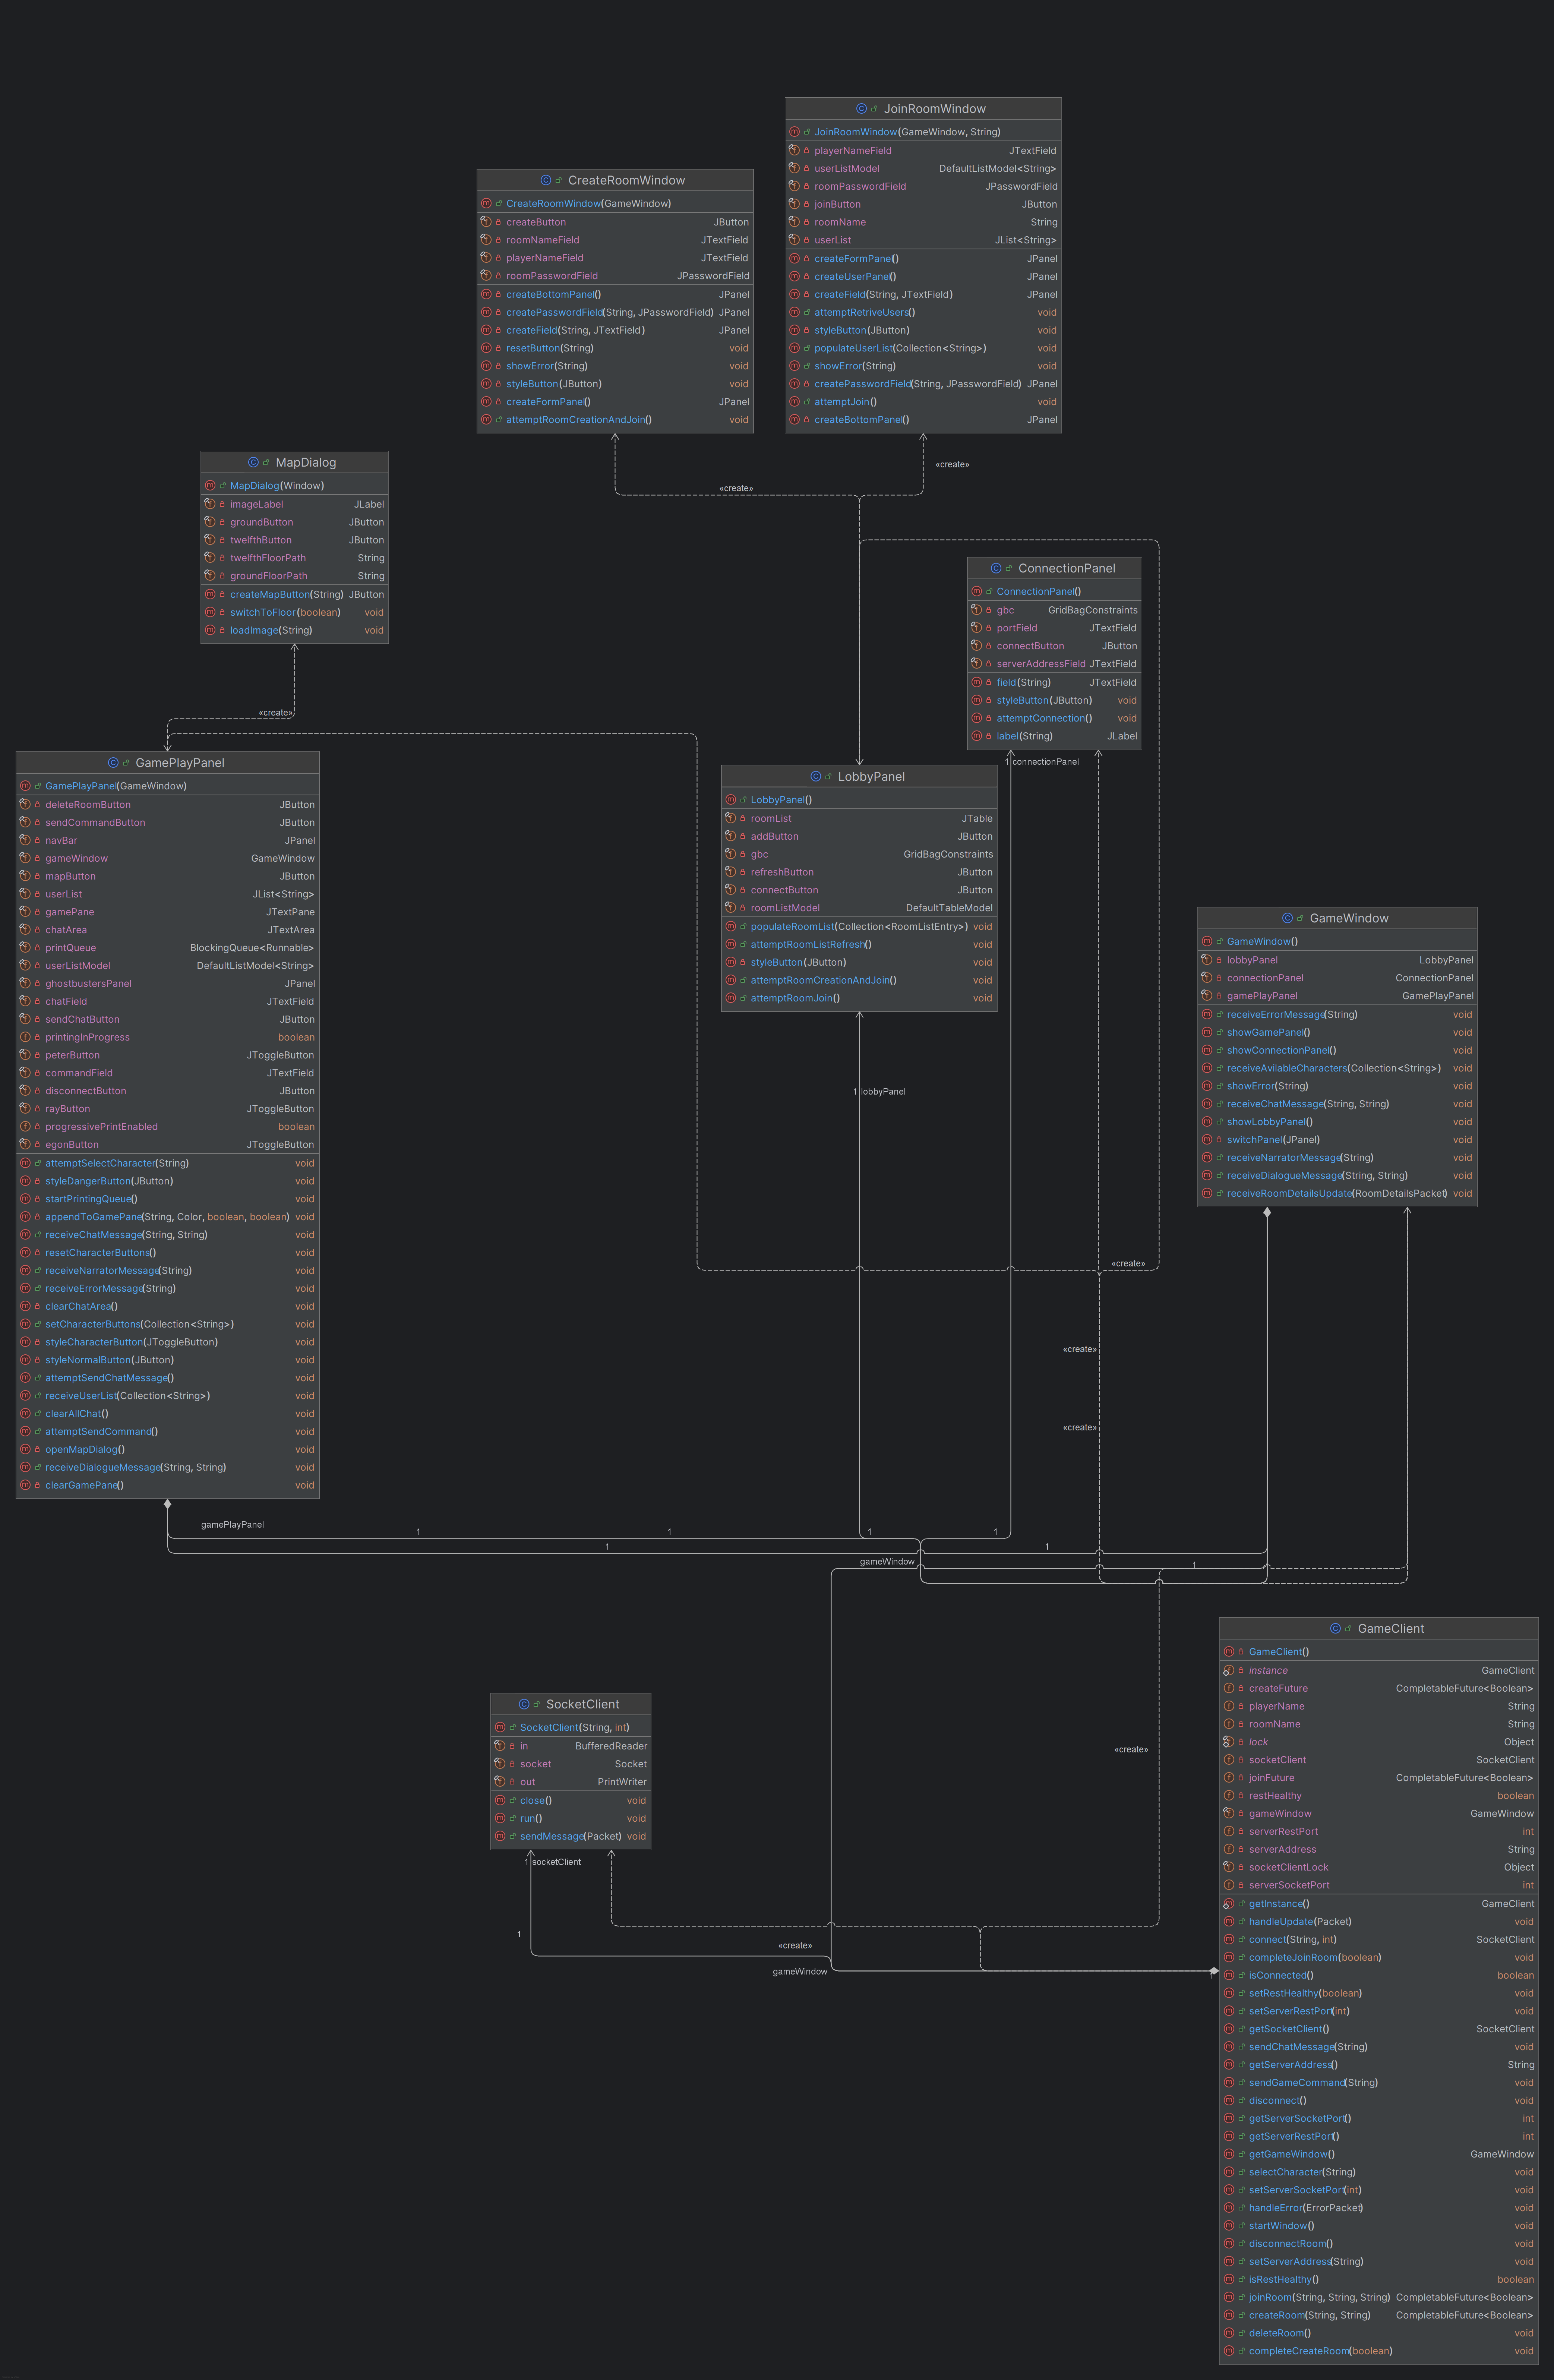 JoinRoomWindow
JoinRoomWindow(GameWindow, String)
playerNameField JTextField
userListModel DefaultListModel<String>
roomPasswordField JPasswordField
joinButton JButton
roomName String
userList JList<String>
createFormPanel() JPanel
createUserPanel() JPanel
createField(String, JTextField) JPanel
attemptRetriveUsers() void
styleButton(JButton) void
populateUserList(Collection<String>) void
showError(String) void
createPasswordField(String, JPasswordField) JPanel
attemptJoin() void
createBottomPanel() JPanel
CreateRoomWindow
CreateRoomWindow(GameWindow)
createButton JButton
roomNameField JTextField
playerNameField JTextField
roomPasswordField JPasswordField
createBottomPanel() JPanel
createPasswordField(String, JPasswordField) JPanel
createField(String, JTextField) JPanel
resetButton(String) void
showError(String) void
styleButton(JButton) void
createFormPanel() JPanel
attemptRoomCreationAndJoin() void
«create»
«create»
MapDialog
MapDialog(Window)
imageLabel JLabel
groundButton JButton
twelfthButton JButton
twelfthFloorPath String
groundFloorPath String
createMapButton(String) JButton
switchToFloor(boolean) void
loadImage(String) void
«create»
ConnectionPanel
ConnectionPanel()
gbc GridBagConstraints
portField JTextField
connectButton JButton
serverAddressField JTextField
field(String) JTextField
styleButton(JButton) void
attemptConnection() void
label(String) JLabel
1 connectionPanel
GamePlayPanel
GamePlayPanel(GameWindow)
deleteRoomButton JButton
sendCommandButton JButton
navBar JPanel
gameWindow GameWindow
mapButton JButton
userList JList<String>
gamePane JTextPane
chatArea JTextArea
printQueue BlockingQueue<Runnable>
userListModel DefaultListModel<String>
ghostbustersPanel JPanel
chatField JTextField
sendChatButton JButton
printingInProgress boolean
peterButton JToggleButton
commandField JTextField
disconnectButton JButton
rayButton JToggleButton
progressivePrintEnabled boolean
egonButton JToggleButton
attemptSelectCharacter(String) void
styleDangerButton(JButton) void
startPrintingQueue() void
appendToGamePane(String, Color, boolean, boolean) void
receiveChatMessage(String, String) void
resetCharacterButtons() void
receiveNarratorMessage(String) void
receiveErrorMessage(String) void
clearChatArea() void
setCharacterButtons(Collection<String>) void
styleCharacterButton(JToggleButton) void
styleNormalButton(JButton) void
attemptSendChatMessage() void
receiveUserList(Collection<String>) void
clearAllChat() void
attemptSendCommand() void
openMapDialog() void
receiveDialogueMessage(String, String) void
clearGamePane() void
LobbyPanel
LobbyPanel()
roomList JTable
addButton JButton
gbc GridBagConstraints
refreshButton JButton
connectButton JButton
roomListModel DefaultTableModel
populateRoomList(Collection<RoomListEntry>) void
attemptRoomListRefresh() void
styleButton(JButton) void
attemptRoomCreationAndJoin() void
attemptRoomJoin() void
1 lobbyPanel
GameWindow
GameWindow()
lobbyPanel LobbyPanel
connectionPanel ConnectionPanel
gamePlayPanel GamePlayPanel
receiveErrorMessage(String) void
showGamePanel() void
showConnectionPanel() void
receiveAvilableCharacters(Collection<String>) void
showError(String) void
receiveChatMessage(String, String) void
showLobbyPanel() void
switchPanel(JPanel) void
receiveNarratorMessage(String) void
receiveDialogueMessage(String, String) void
receiveRoomDetailsUpdate(RoomDetailsPacket) void
«create»
«create»
«create»
gamePlayPanel
1 1 1 1
1 1
gameWindow 1
SocketClient
SocketClient(String, int)
in BufferedReader
socket Socket
out PrintWriter
close() void
run() void
sendMessage(Packet) void
1 socketClient
1
«create»
gameWindow
«create»
1
GameClient
GameClient()
instance GameClient
createFuture CompletableFuture<Boolean>
playerName String
roomName String
lock Object
socketClient SocketClient
joinFuture CompletableFuture<Boolean>
restHealthy boolean
gameWindow GameWindow
serverRestPort int
serverAddress String
socketClientLock Object
serverSocketPort int
getInstance() GameClient
handleUpdate(Packet) void
connect(String, int) SocketClient
completeJoinRoom(boolean) void
isConnected() boolean
setRestHealthy(boolean) void
setServerRestPort(int) void
getSocketClient() SocketClient
sendChatMessage(String) void
getServerAddress() String
sendGameCommand(String) void
disconnect() void
getServerSocketPort() int
getServerRestPort() int
getGameWindow() GameWindow
selectCharacter(String) void
setServerSocketPort(int) void
handleError(ErrorPacket) void
startWindow() void
disconnectRoom() void
setServerAddress(String) void
isRestHealthy() boolean
joinRoom(String, String, String) CompletableFuture<Boolean>
createRoom(String, String) CompletableFuture<Boolean>
deleteRoom() void
completeCreateRoom(boolean) void